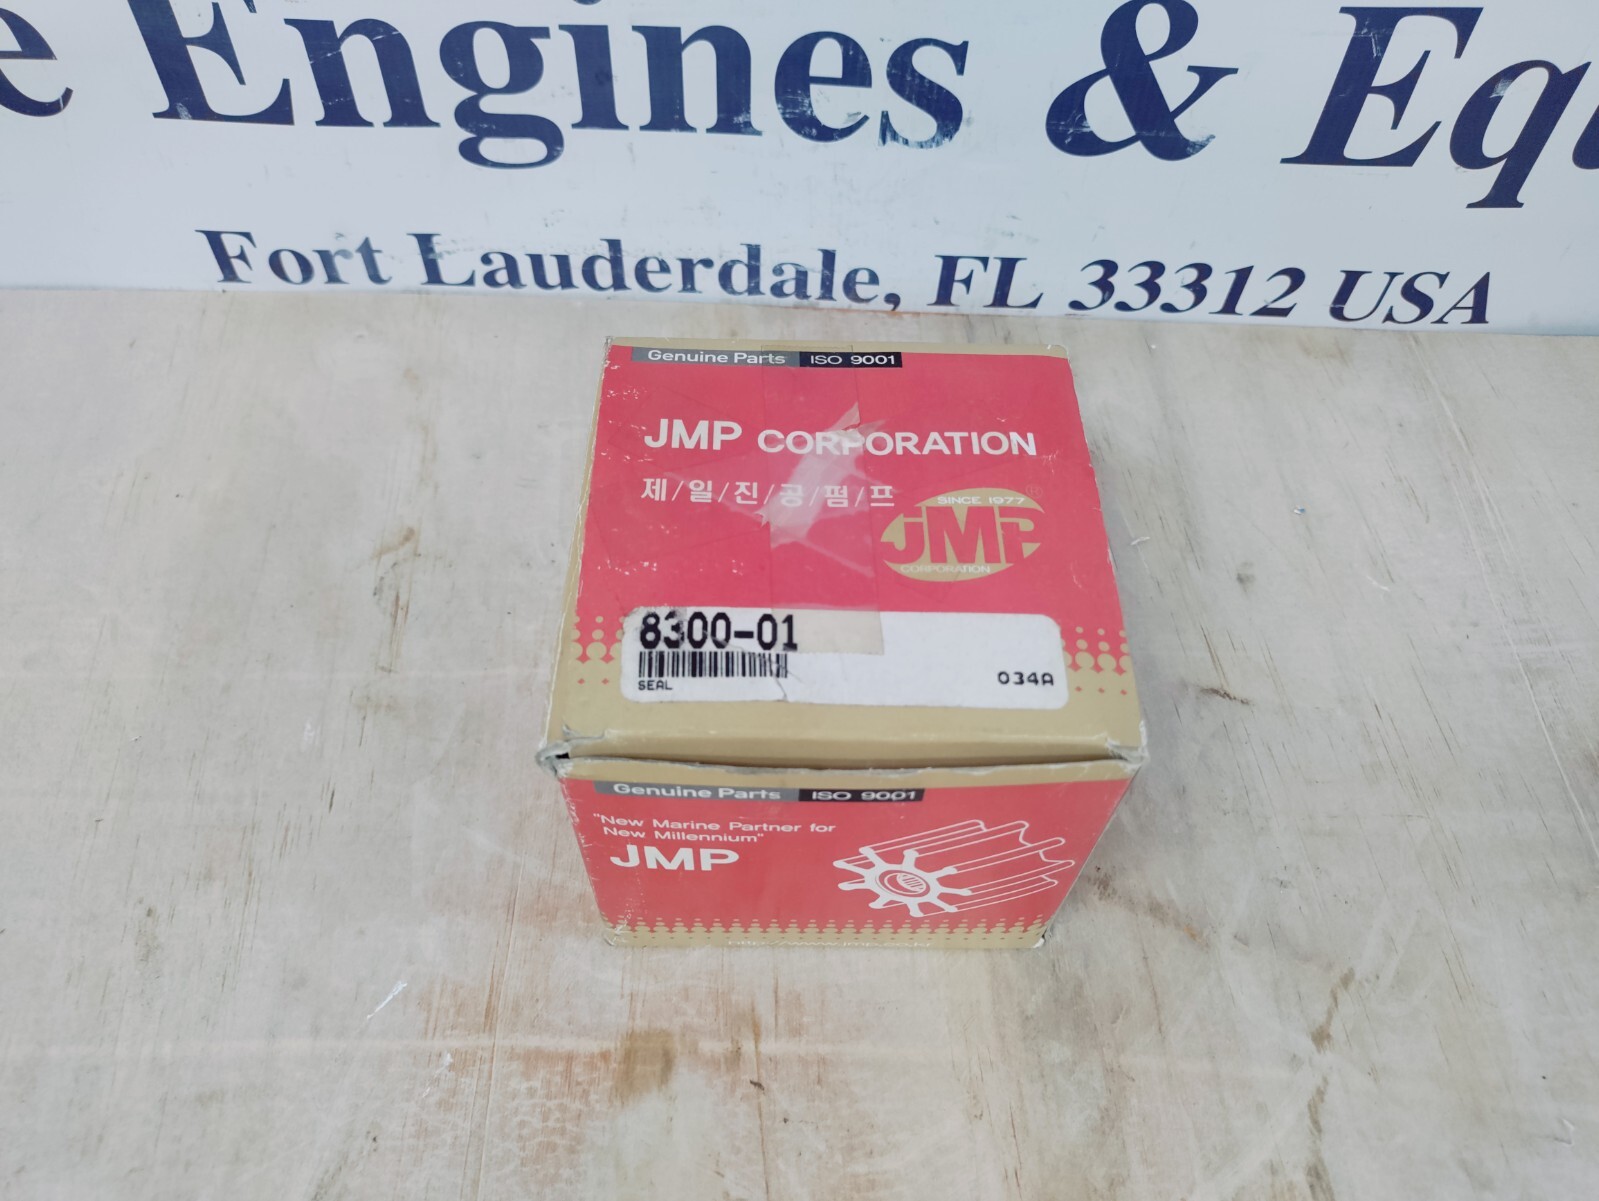 e Engines & Equ
Fort Lauderdale, FL 33312 USA
Genuine Parts ISO 9001
JMP CORPORATION
제/일/진/공/펌/프
SINCE 1977
JMP
CORPORATION
8300-01
SEAL
034A
Genuine Parts ISO 9001
"New Marine Partner for
New Millennium"
JMP